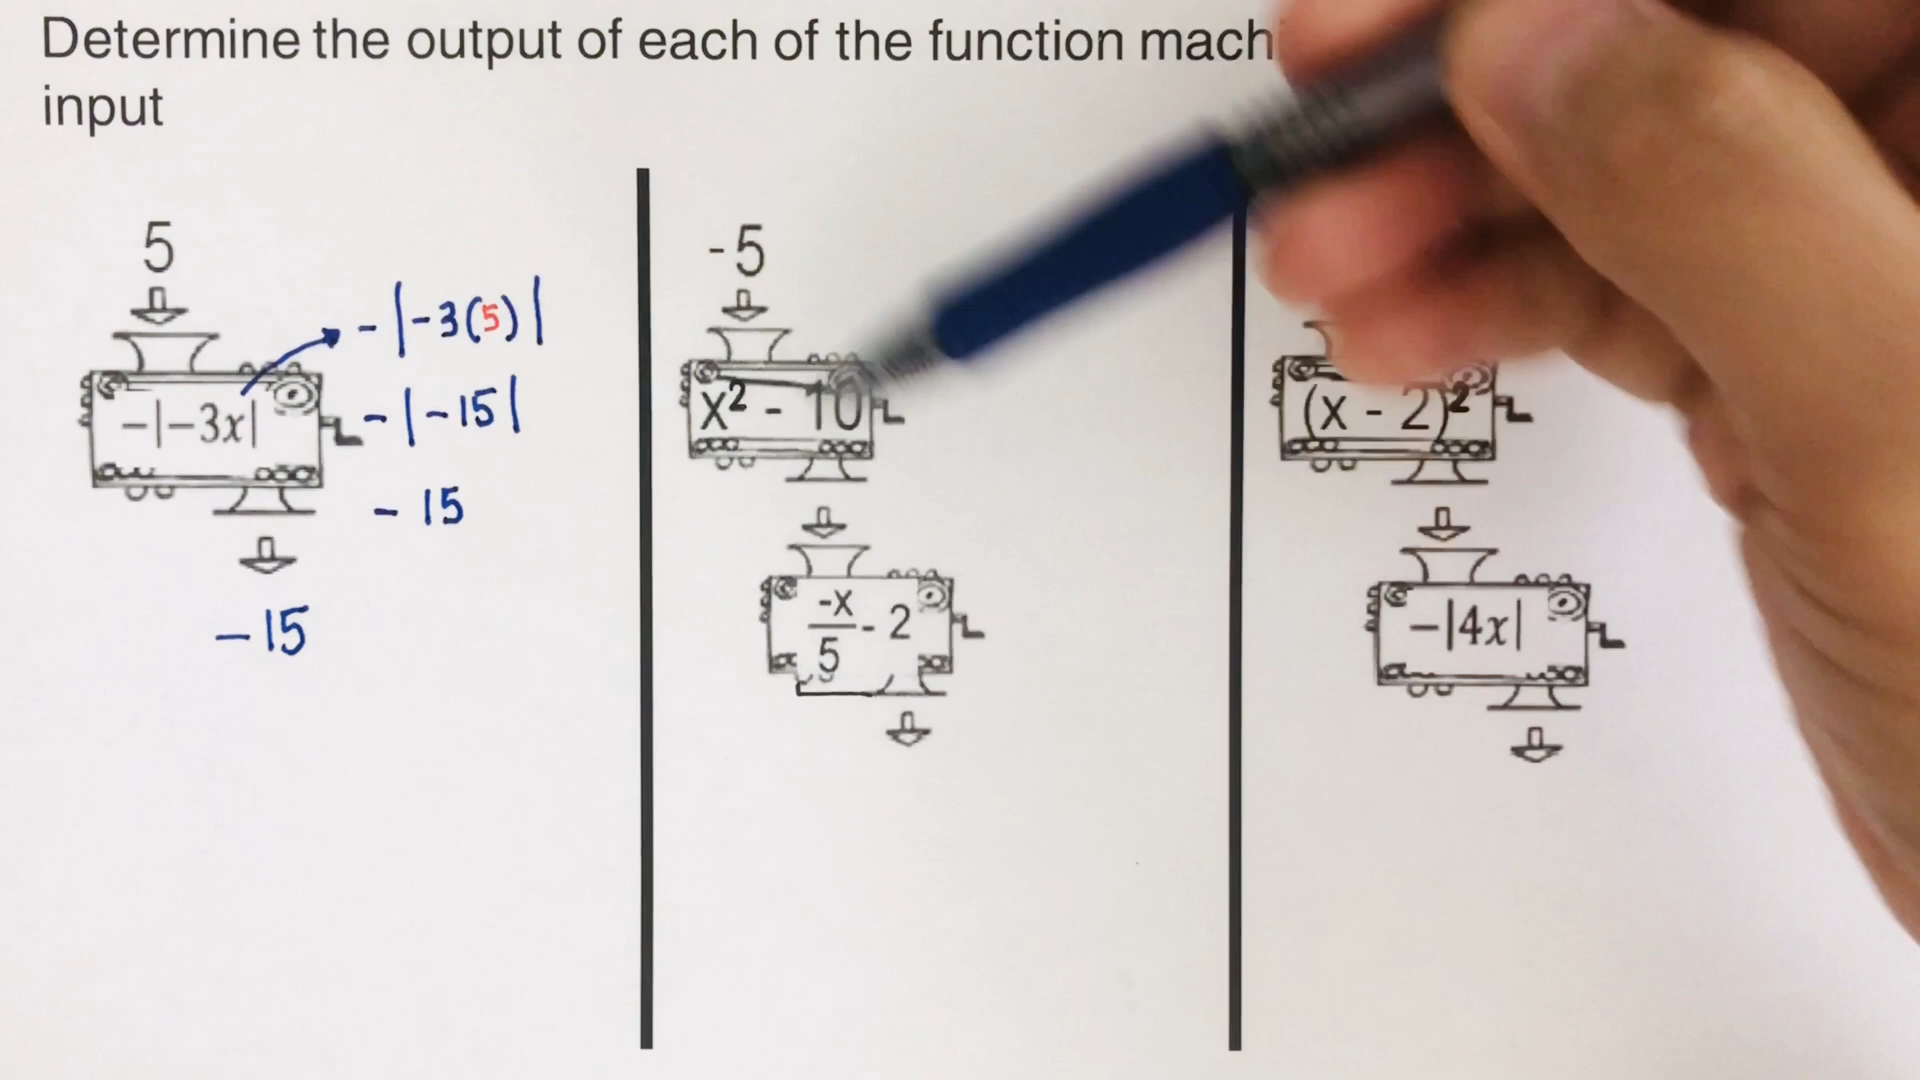 Determine the output of each of the function
input
5
-|-3x|
-|-3(5)|
-|-15|
- 15
-15
-5
x² - 10
-x
5
- 2
(x - 2)²
-|4x|